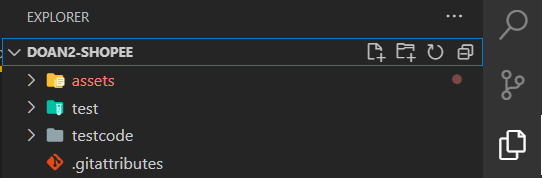 EXPLORER
DOAN2-SHOPEE
assets
test
testcode
.gitattributes